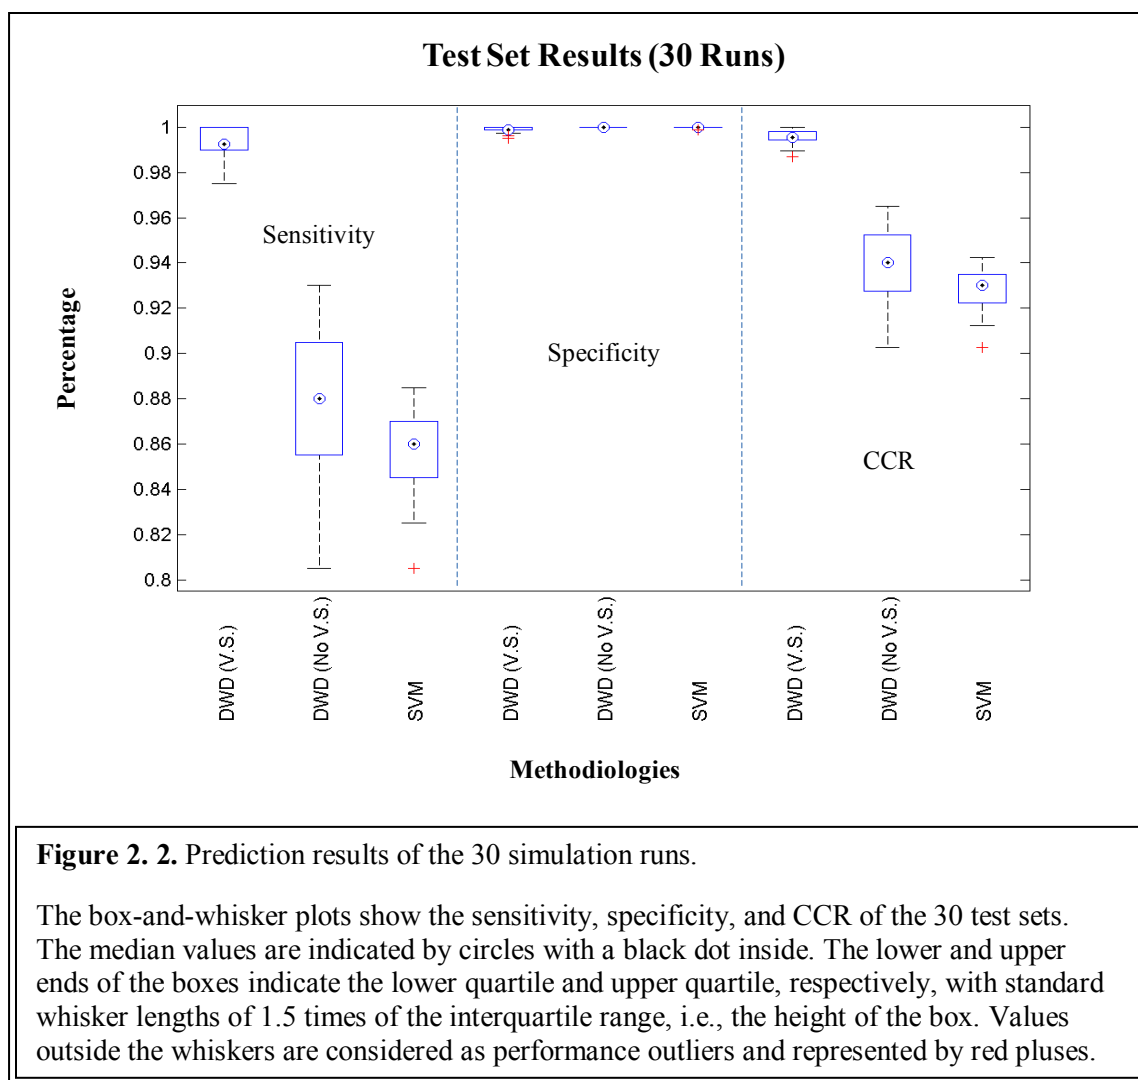 Test Set Results (30 Runs)
Percentage
1
0.98
0.96
0.94
0.92
0.9
0.88
0.86
0.84
0.82
0.8
Sensitivity
Specificity
CCR
DWD (V.S.)
DWD (No V.S.)
SVM
DWD (V.S.)
DWD (No V.S.)
SVM
DWD (V.S.)
DWD (No V.S.)
SVM
Methodiologies
Figure 2. 2. Prediction results of the 30 simulation runs.
The box-and-whisker plots show the sensitivity, specificity, and CCR of the 30 test sets.
The median values are indicated by circles with a black dot inside. The lower and upper
ends of the boxes indicate the lower quartile and upper quartile, respectively, with standard
whisker lengths of 1.5 times of the interquartile range, i.e., the height of the box. Values
outside the whiskers are considered as performance outliers and represented by red pluses.